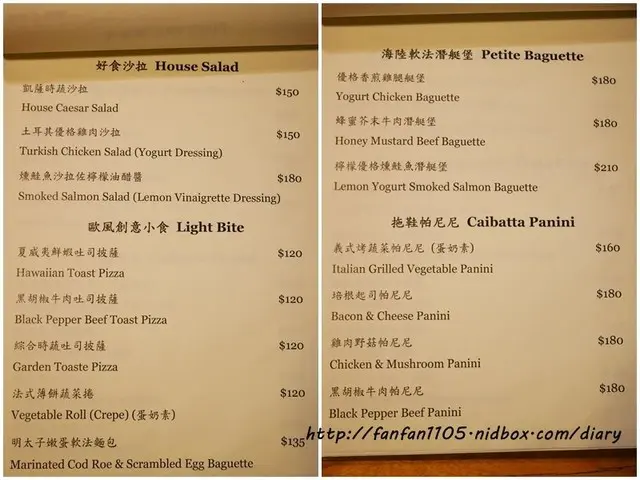 好食沙拉 House Salad
凱薩時蔬沙拉 $150
House Caesar Salad
土耳其優格雞肉沙拉 $150
Turkish Chicken Salad (Yogurt Dressing)
燻鮭魚沙拉佐檸檬油醋醬 $180
Smoked Salmon Salad (Lemon Vinaigrette Dressing)
歐風創意小食 Light Bite
夏威夷鮮蝦吐司披薩 $120
Hawaiian Toast Pizza
黑胡椒牛肉吐司披薩 $120
Black Pepper Beef Toast Pizza
綜合時蔬吐司披薩 $120
Garden Toaste Pizza
法式薄餅蔬菜捲 $120
Vegetable Roll (Crepe) (蛋奶素)
明太子嫩蛋軟法麵包 $135
Marinated Cod Roe & Scrambled Egg Baguette
海陸軟法潛艇堡 Petite Baguette
優格香煎雞腿艇堡 $180
Yogurt Chicken Baguette
蜂蜜芥末牛肉潛艇堡 $180
Honey Mustard Beef Baguette
檸檬優格燻鮭魚潛艇堡 $210
Lemon Yogurt Smoked Salmon Baguette
拖鞋帕尼尼 Caibatta Panini
義式烤蔬菜帕尼尼 (蛋奶素) $160
Italian Grilled Vegetable Panini
培根起司帕尼尼 $180
Bacon & Cheese Panini
雞肉野菇帕尼尼 $180
Chicken & Mushroom Panini
黑胡椒牛肉帕尼尼 $180
Black Pepper Beef Panini
http://fanfan1105.nidbox.com/diary